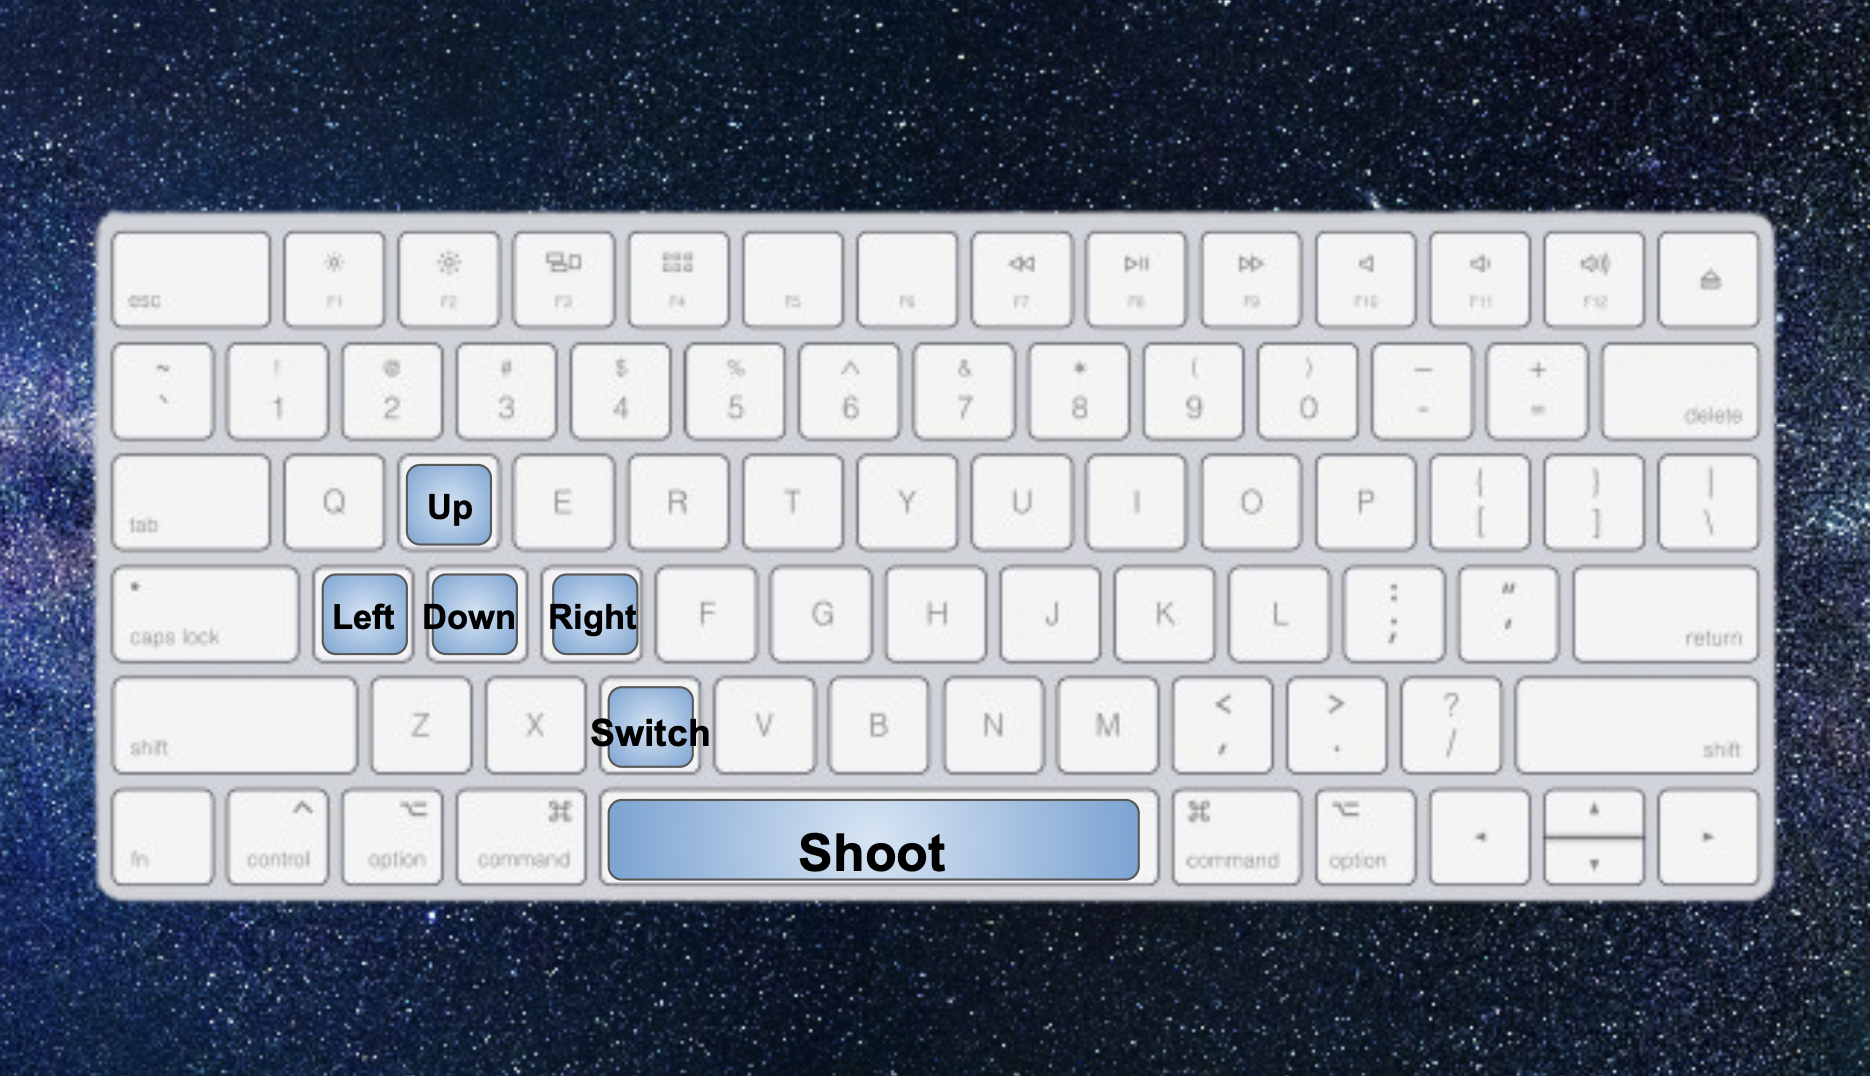 esc F1 F2 F3 F4 F5 F6 F7 F8 F9 F10 F11 F12
~ ! @ # $ % ^ & * ( ) — +
` 1 2 3 4 5 6 7 8 9 0 - = delete
tab Q Up E R T Y U I O P { [ } ] | \
caps lock Left Down Right F G H J K L : ; " ' return
shift Z X Switch V B N M < , > . ? / shift
fn control option command Shoot command option